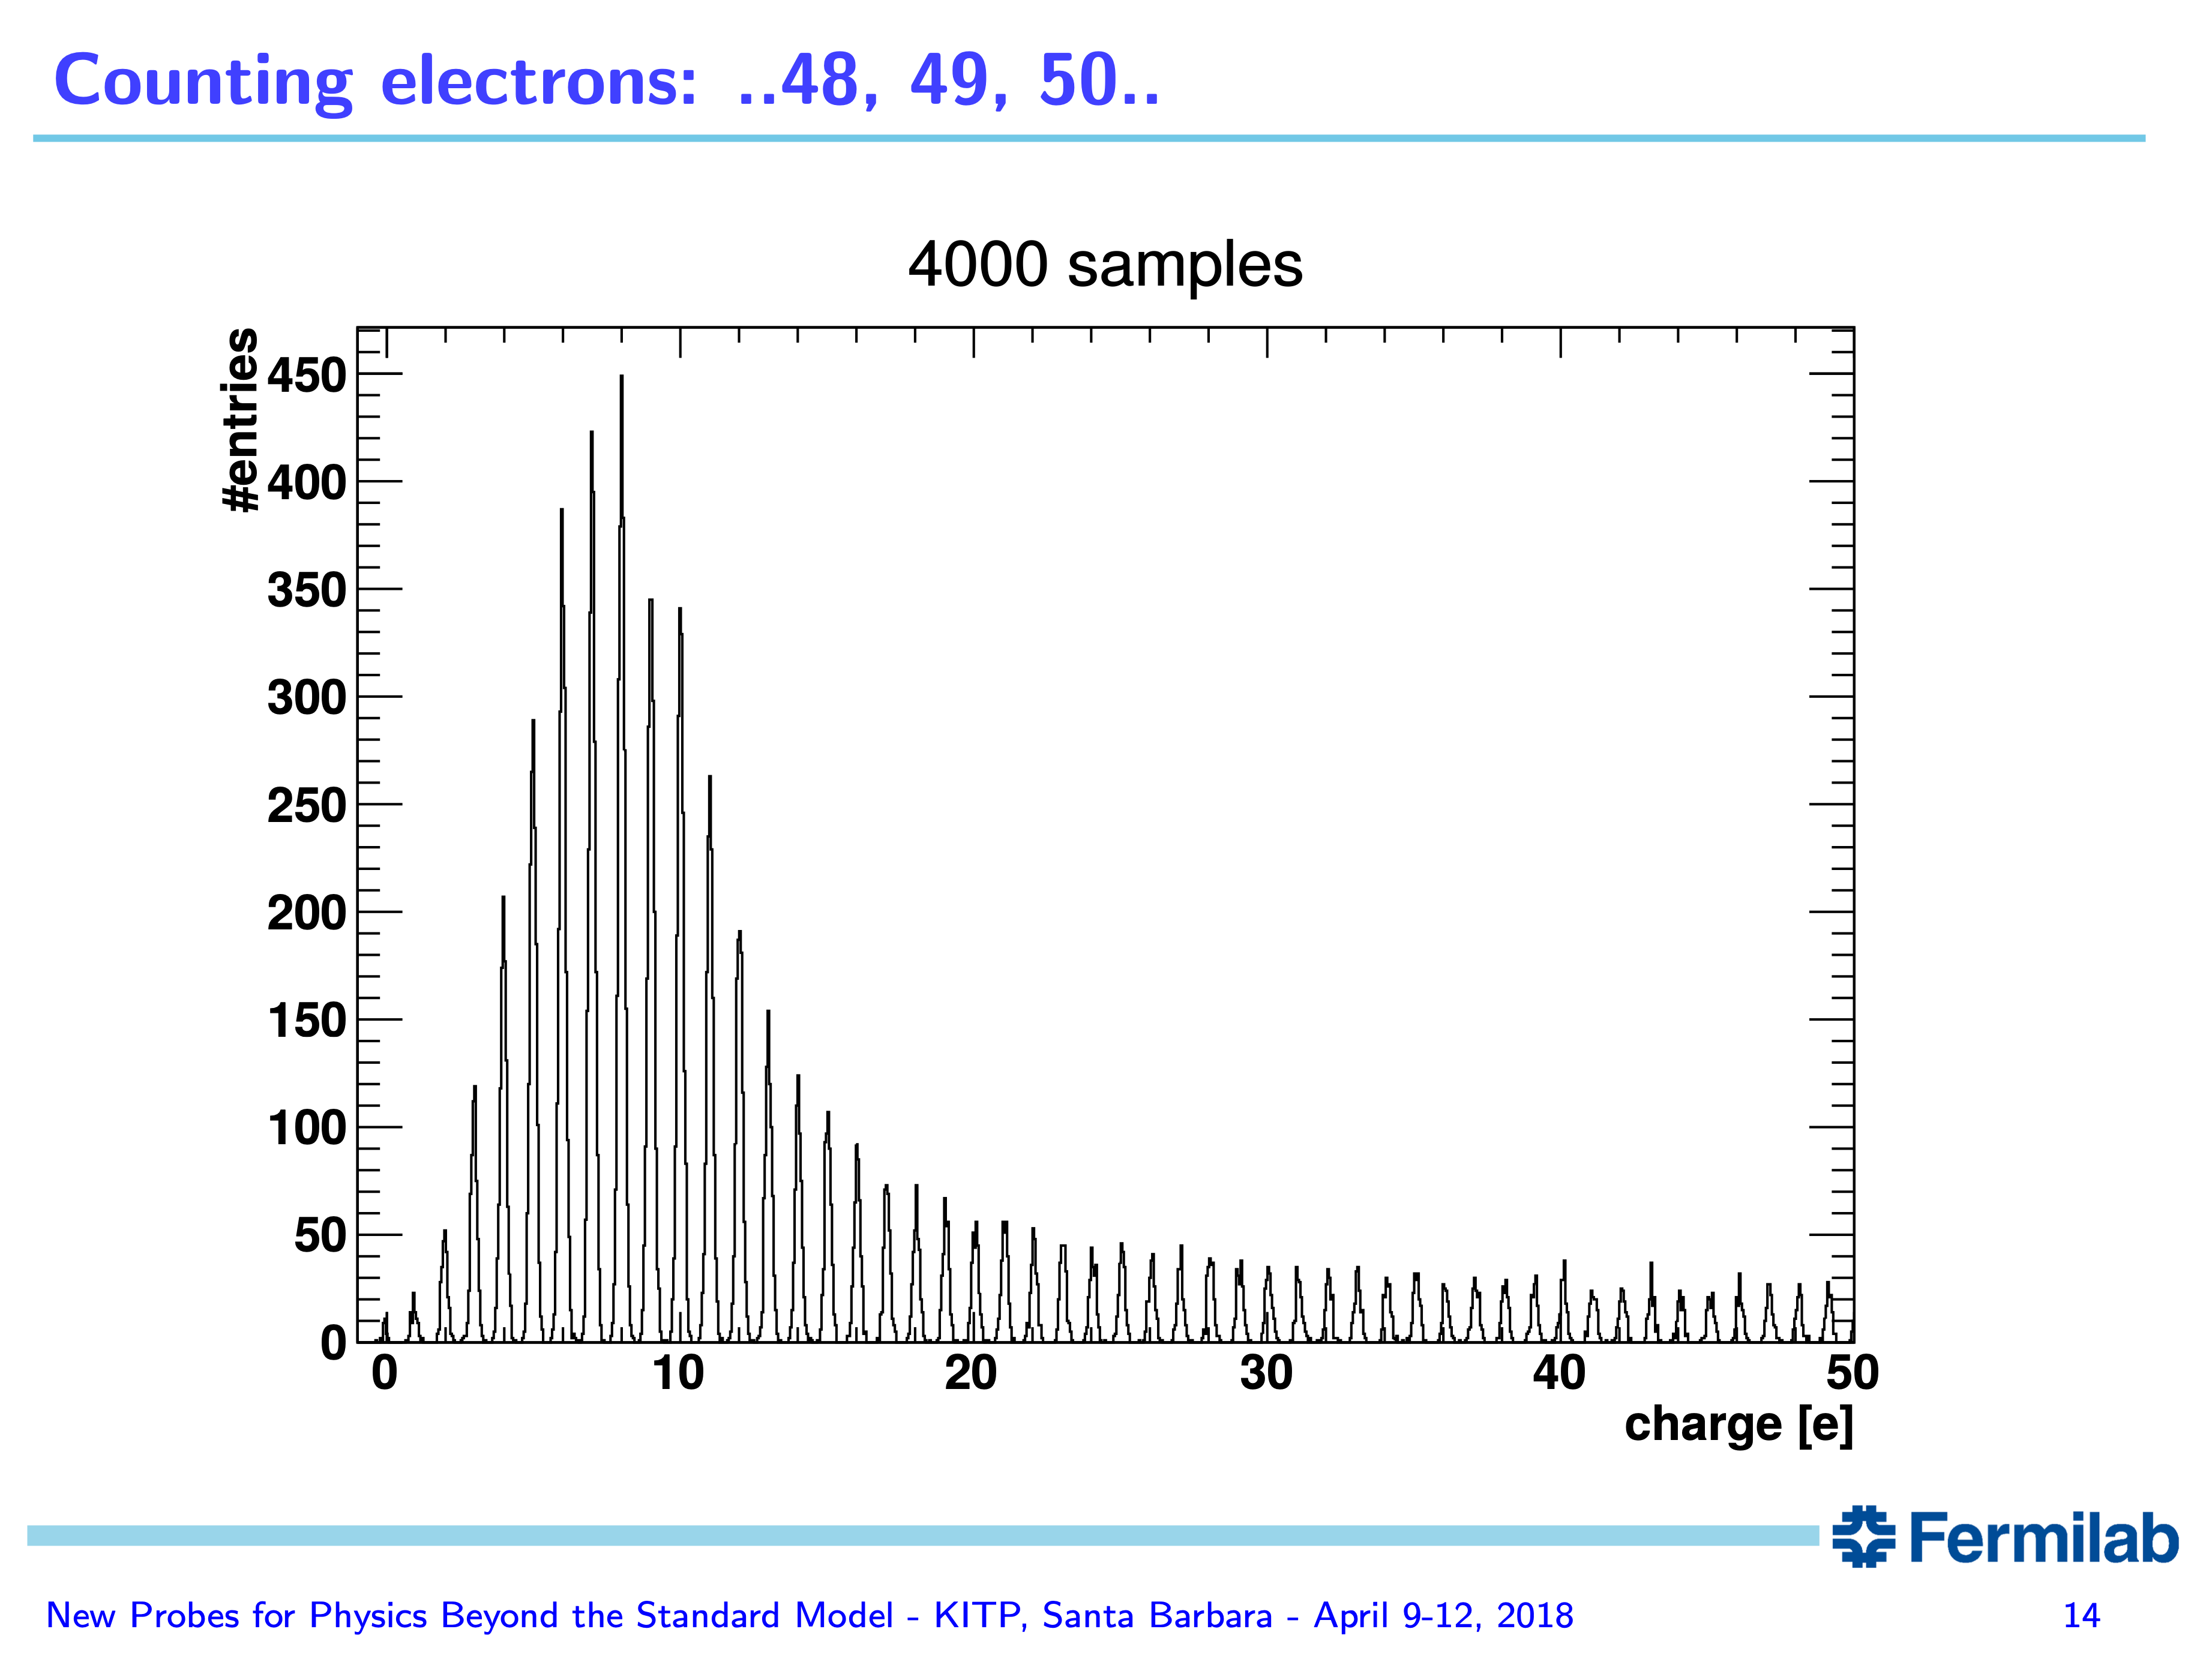 Counting electrons: ..48, 49, 50..
4000 samples
#entries
450
400
350
300
250
200
150
100
50
0
0 10 20 30 40 50
charge [e]
Fermilab
New Probes for Physics Beyond the Standard Model - KITP, Santa Barbara - April 9-12, 2018 14